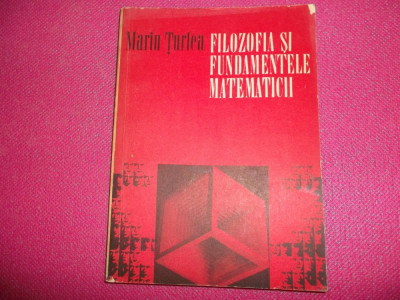 Marin Țurlea
FILOZOFIA ȘI
FUNDAMENTELE
MATEMATICII